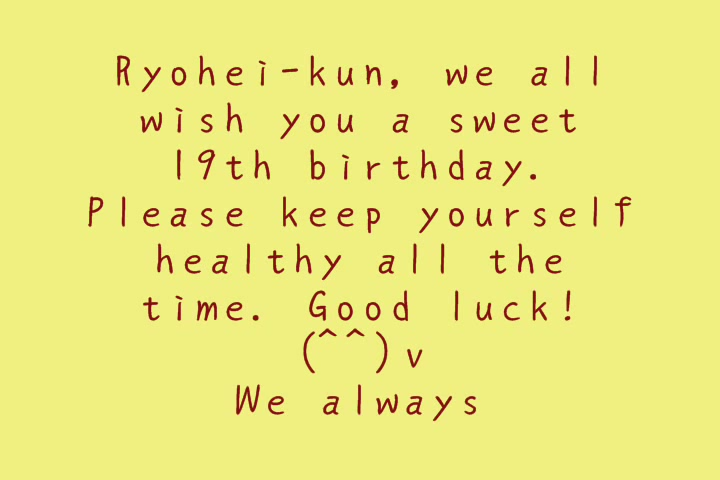 Ryohei-kun, we all
wish you a sweet
19th birthday.
Please keep yourself
healthy all the
time. Good luck!
(^^)v
We always